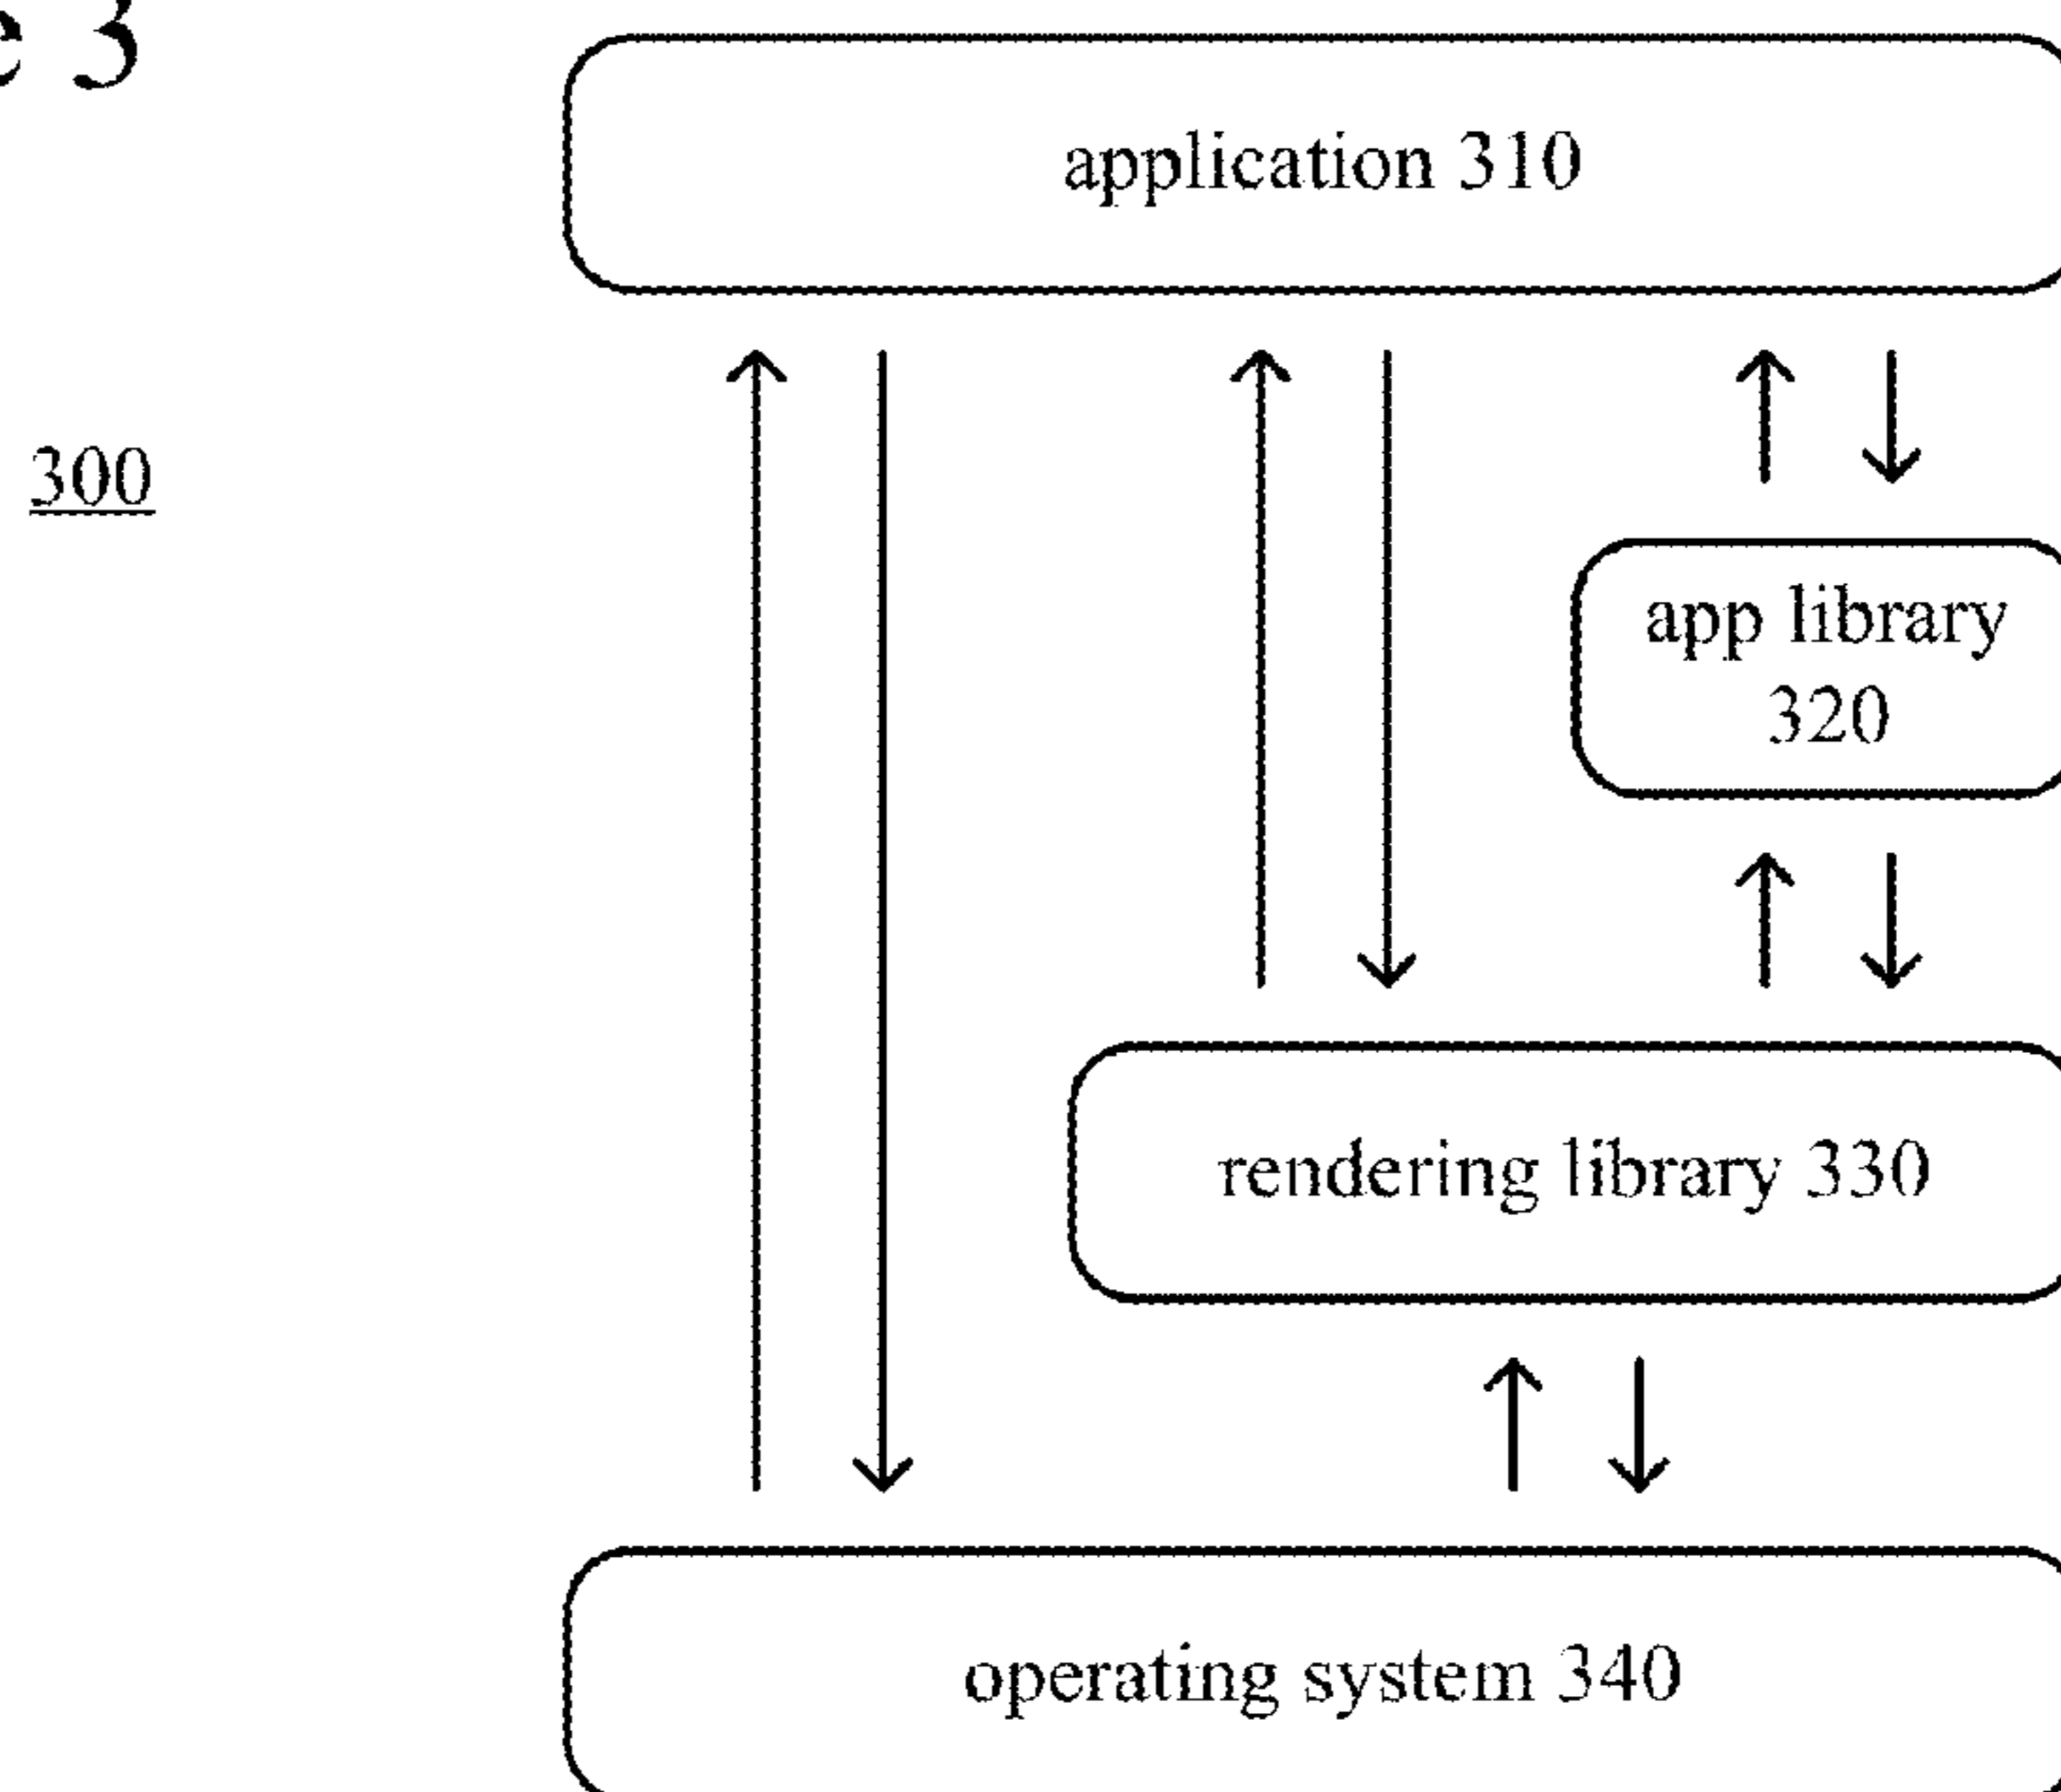 e 3
application 310
300
app library
320
rendering library 330
operating system 340